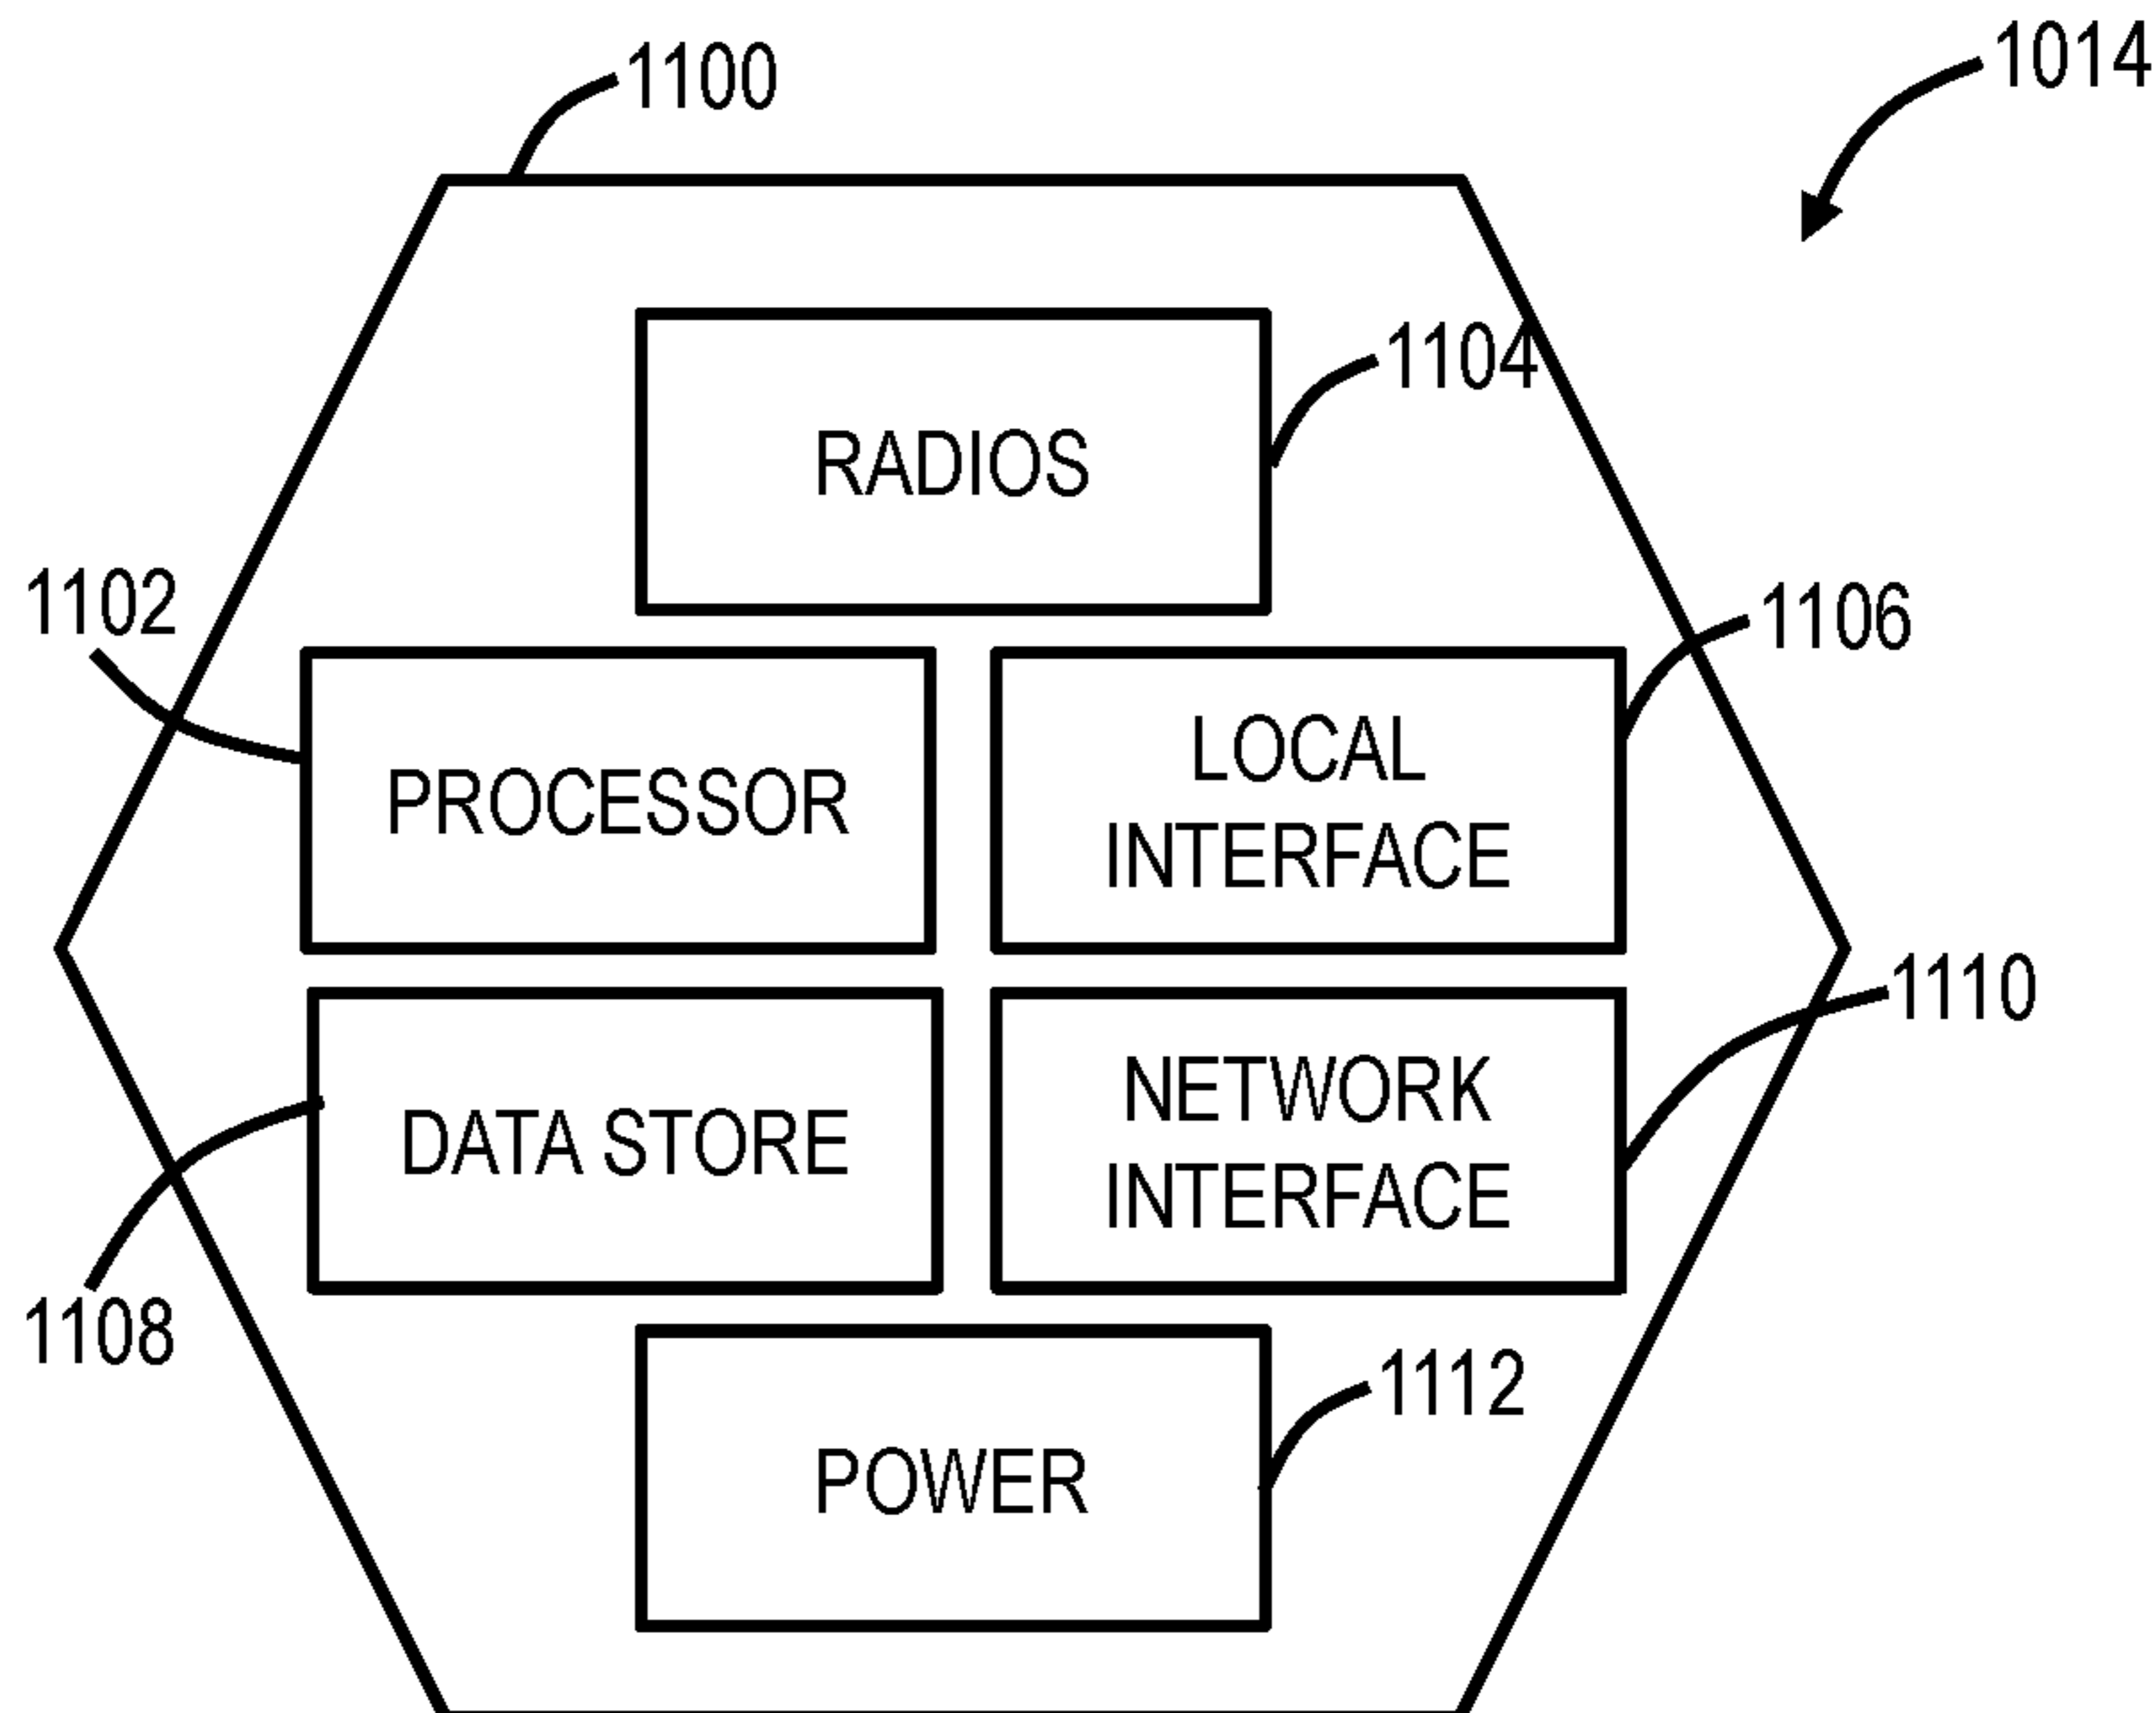 1014
1100
1104
RADIOS
1102
1106
PROCESSOR
LOCAL
INTERFACE
1110
DATA STORE
NETWORK
INTERFACE
1108
1112
POWER